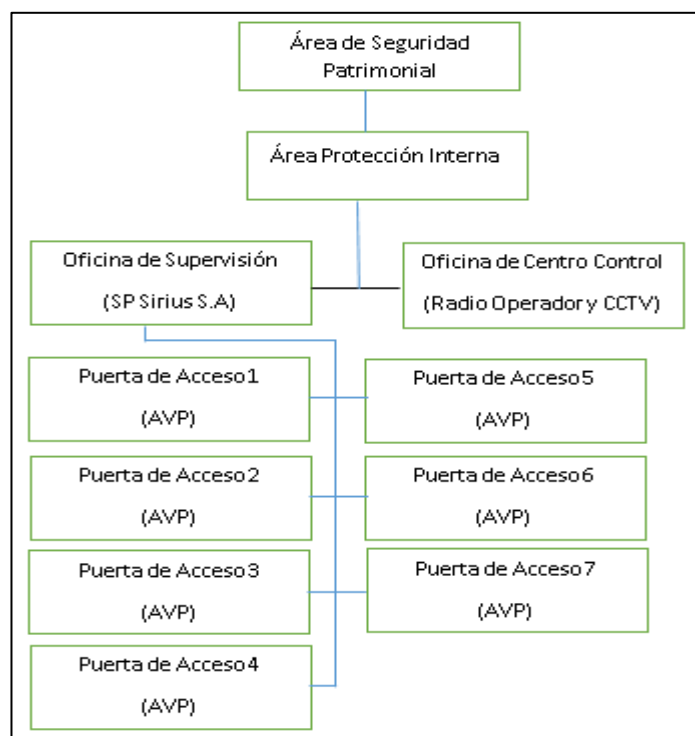 Área de Seguridad
Patrimonial
Área Protección Interna
Oficina de Supervisión
(SP Sirius S.A)
Oficina de Centro Control
(Radio Operador y CCTV)
Puerta de Acceso 1
(AVP)
Puerta de Acceso 5
(AVP)
Puerta de Acceso 2
(AVP)
Puerta de Acceso 6
(AVP)
Puerta de Acceso 3
(AVP)
Puerta de Acceso 7
(AVP)
Puerta de Acceso 4
(AVP)